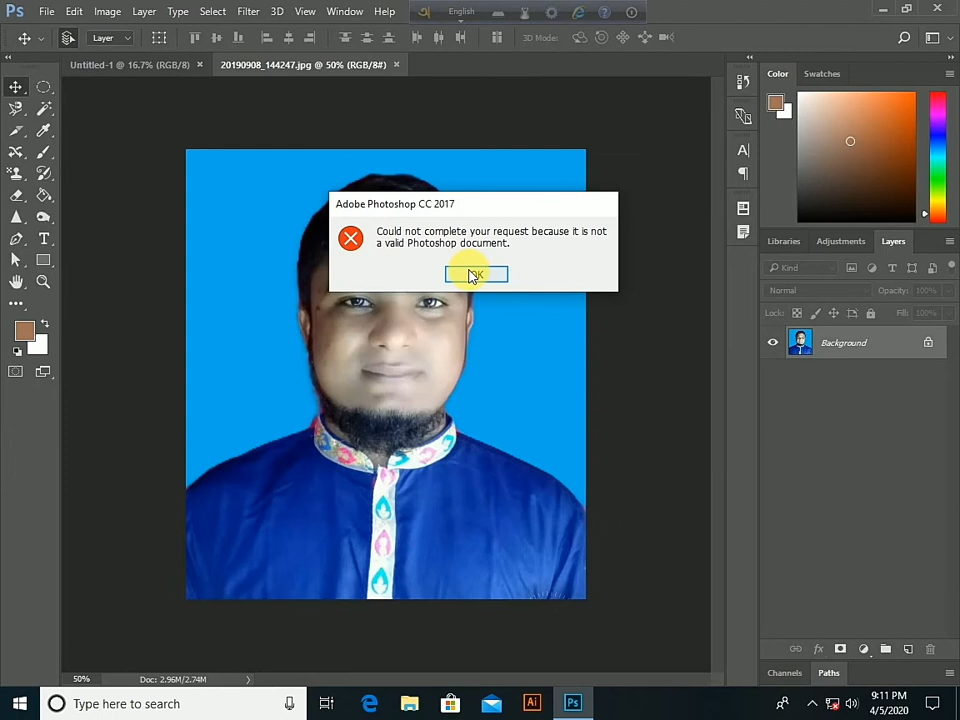 Ps File Edit Image Layer Type Select Filter 3D View Window Help
English
Layer
3D Mode:
Untitled-1 @ 16.7% (RGB/8) ×
20190908_144247.jpg @ 50% (RGB/8#) ×
Color Swatches
Adobe Photoshop CC 2017
Could not complete your request because it is not
a valid Photoshop document.
OK
Libraries Adjustments Layers
Kind
Normal Opacity: 100%
Lock: Fill: 100%
Background
50% Doc: 2.96M/2.74M
Channels Paths
Type here to search
Ai
Ps
9:11 PM
4/5/2020